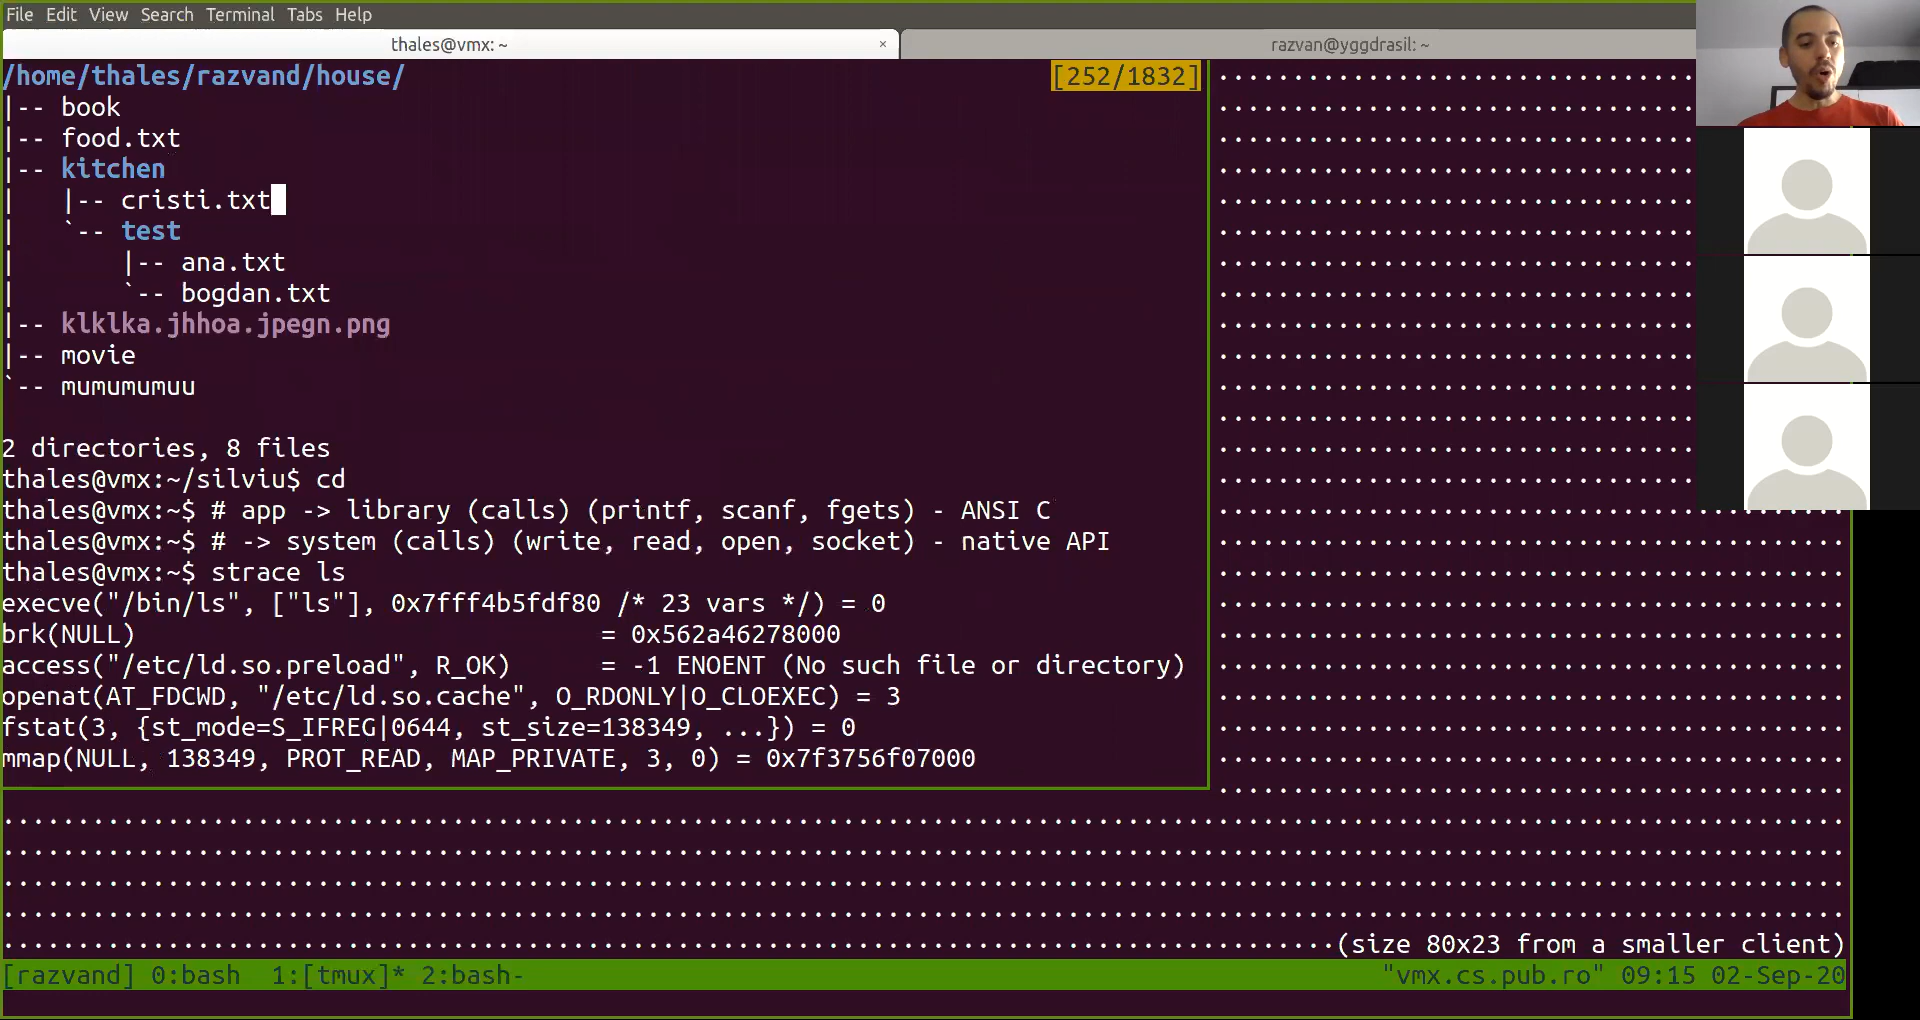 File Edit View Search Terminal Tabs Help
thales@vmx: ~ × razvan@yggdrasil: ~
/home/thales/razvand/house/ [252/1832]
|-- book
|-- food.txt
|-- kitchen
|   |-- cristi.txt
|   `-- test
|       |-- ana.txt
|       `-- bogdan.txt
|-- klklka.jhhoa.jpegn.png
|-- movie
`-- mumumumuu
2 directories, 8 files
thales@vmx:~/silviu$ cd
thales@vmx:~$ # app -> library (calls) (printf, scanf, fgets) - ANSI C
thales@vmx:~$ # -> system (calls) (write, read, open, socket) - native API
thales@vmx:~$ strace ls
execve("/bin/ls", ["ls"], 0x7fff4b5fdf80 /* 23 vars */) = 0
brk(NULL)                               = 0x562a46278000
access("/etc/ld.so.preload", R_OK)      = -1 ENOENT (No such file or directory)
openat(AT_FDCWD, "/etc/ld.so.cache", O_RDONLY|O_CLOEXEC) = 3
fstat(3, {st_mode=S_IFREG|0644, st_size=138349, ...}) = 0
mmap(NULL, 138349, PROT_READ, MAP_PRIVATE, 3, 0) = 0x7f3756f07000
(size 80x23 from a smaller client)
[razvand] 0:bash  1:[tmux]* 2:bash- "vmx.cs.pub.ro" 09:15 02-Sep-20